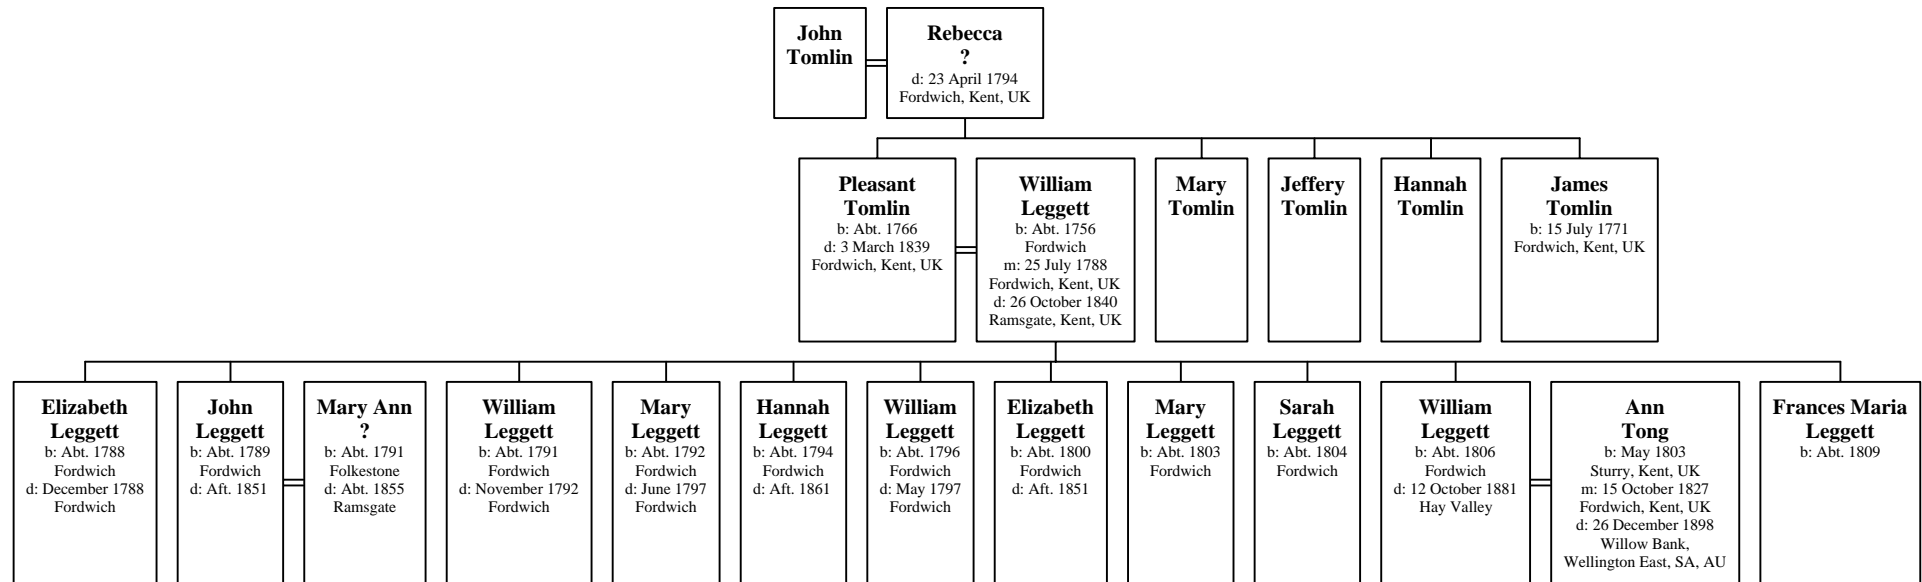 John
Tomlin
Rebecca
?
d: 23 April 1794
Fordwich, Kent, UK
Pleasant
Tomlin
b: Abt. 1766
d: 3 March 1839
Fordwich, Kent, UK
William
Leggett
b: Abt. 1756
Fordwich
m: 25 July 1788
Fordwich, Kent, UK
d: 26 October 1840
Ramsgate, Kent, UK
Mary
Tomlin
Jeffery
Tomlin
Hannah
Tomlin
James
Tomlin
b: 15 July 1771
Fordwich, Kent, UK
Elizabeth
Leggett
b: Abt. 1788
Fordwich
d: December 1788
Fordwich
John
Leggett
b: Abt. 1789
Fordwich
d: Aft. 1851
Mary Ann
?
b: Abt. 1791
Folkestone
d: Abt. 1855
Ramsgate
William
Leggett
b: Abt. 1791
Fordwich
d: November 1792
Fordwich
Mary
Leggett
b: Abt. 1792
Fordwich
d: June 1797
Fordwich
Hannah
Leggett
b: Abt. 1794
Fordwich
d: Aft. 1861
William
Leggett
b: Abt. 1796
Fordwich
d: May 1797
Fordwich
Elizabeth
Leggett
b: Abt. 1800
Fordwich
d: Aft. 1851
Mary
Leggett
b: Abt. 1803
Fordwich
Sarah
Leggett
b: Abt. 1804
Fordwich
William
Leggett
b: Abt. 1806
Fordwich
d: 12 October 1881
Hay Valley
Ann
Tong
b: May 1803
Sturry, Kent, UK
m: 15 October 1827
Fordwich, Kent, UK
d: 26 December 1898
Willow Bank,
Wellington East, SA, AU
Frances Maria
Leggett
b: Abt. 1809